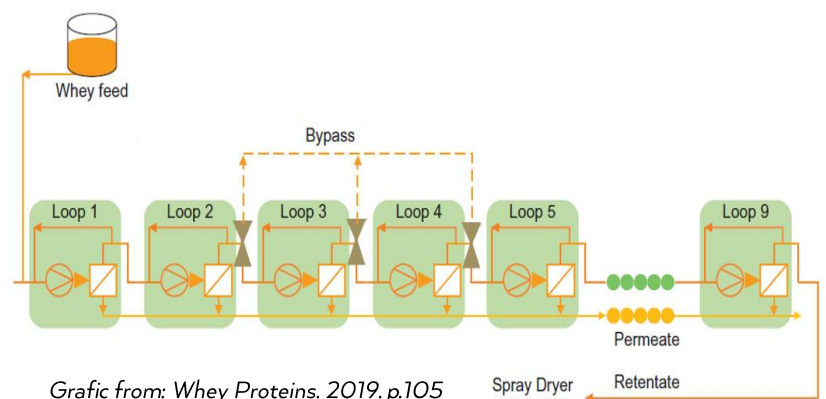 Whey feed
Bypass
Loop 1
Loop 2
Loop 3
Loop 4
Loop 5
Loop 9
Permeate
Grafic from: Whey Proteins. 2019. p.105
Spray Dryer
Retentate